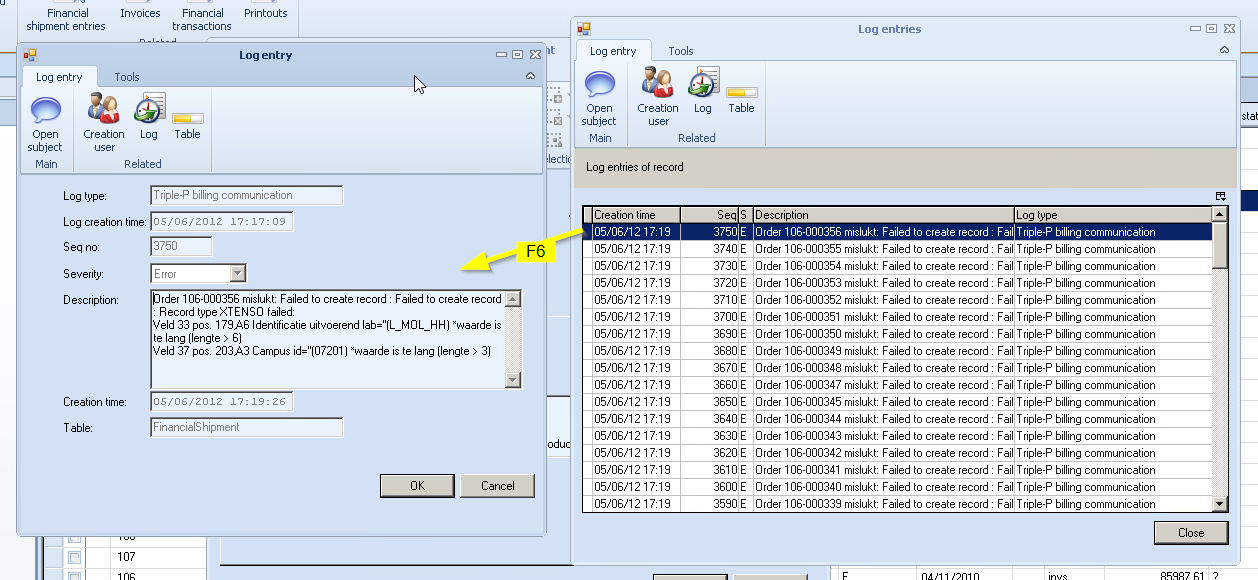 Financial
shipment entries
Invoices
Financial
transactions
Printouts
Related
Log entry
Log entry
Tools
Open
subject
Creation
user
Log
Table
Main
Related
Log type:
Triple-P billing communication
Log creation time:
05/06/2012 17:17:09
Seq no:
3750
Severity:
Error
Description:
Order 106-000356 mislukt: Failed to create record : Failed to create record
: Record type XTENSO failed:
Veld 33 pos. 179,A6 Identificatie uitvoerend lab="(L_MOL_HH) *waarde is
te lang (lengte > 6)
Veld 37 pos. 203,A3 Campus id="(07201) *waarde is te lang (lengte > 3)
Creation time:
05/06/2012 17:19:26
Table:
FinancialShipment
OK
Cancel
F6
Log entries
Log entry
Tools
Open
subject
Creation
user
Log
Table
Main
Related
Log entries of record
Creation time Seq S Description Log type
05/06/12 17:19 3750 E Order 106-000356 mislukt: Failed to create record : Fail Triple-P billing communication
05/06/12 17:19 3740 E Order 106-000355 mislukt: Failed to create record : Fail Triple-P billing communication
05/06/12 17:19 3730 E Order 106-000354 mislukt: Failed to create record : Fail Triple-P billing communication
05/06/12 17:19 3720 E Order 106-000353 mislukt: Failed to create record : Fail Triple-P billing communication
05/06/12 17:19 3710 E Order 106-000352 mislukt: Failed to create record : Fail Triple-P billing communication
05/06/12 17:19 3700 E Order 106-000351 mislukt: Failed to create record : Fail Triple-P billing communication
05/06/12 17:19 3690 E Order 106-000350 mislukt: Failed to create record : Fail Triple-P billing communication
05/06/12 17:19 3680 E Order 106-000349 mislukt: Failed to create record : Fail Triple-P billing communication
05/06/12 17:19 3670 E Order 106-000348 mislukt: Failed to create record : Fail Triple-P billing communication
05/06/12 17:19 3660 E Order 106-000347 mislukt: Failed to create record : Fail Triple-P billing communication
05/06/12 17:19 3650 E Order 106-000345 mislukt: Failed to create record : Fail Triple-P billing communication
05/06/12 17:19 3640 E Order 106-000344 mislukt: Failed to create record : Fail Triple-P billing communication
05/06/12 17:19 3630 E Order 106-000343 mislukt: Failed to create record : Fail Triple-P billing communication
05/06/12 17:19 3620 E Order 106-000342 mislukt: Failed to create record : Fail Triple-P billing communication
05/06/12 17:19 3610 E Order 106-000341 mislukt: Failed to create record : Fail Triple-P billing communication
05/06/12 17:19 3600 E Order 106-000340 mislukt: Failed to create record : Fail Triple-P billing communication
05/06/12 17:19 3590 E Order 106-000339 mislukt: Failed to create record : Fail Triple-P billing communication
Close
107
106
04/11/2010 invs 85987.61 ?